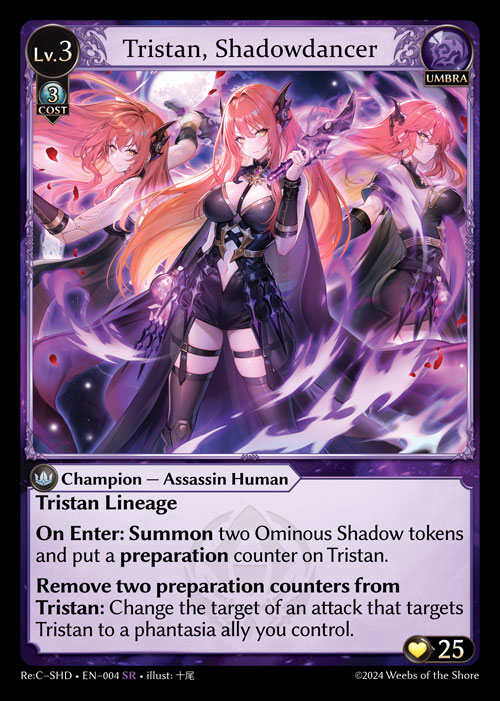 Lv.3
Tristan, Shadowdancer
UMBRA
3
COST
Champion — Assassin Human
Tristan Lineage
On Enter: Summon two Ominous Shadow tokens
and put a preparation counter on Tristan.
Remove two preparation counters from
Tristan: Change the target of an attack that targets
Tristan to a phantasia ally you control.
25
Re:C–SHD • EN–004 SR • illust: 十尾
©2024 Weebs of the Shore